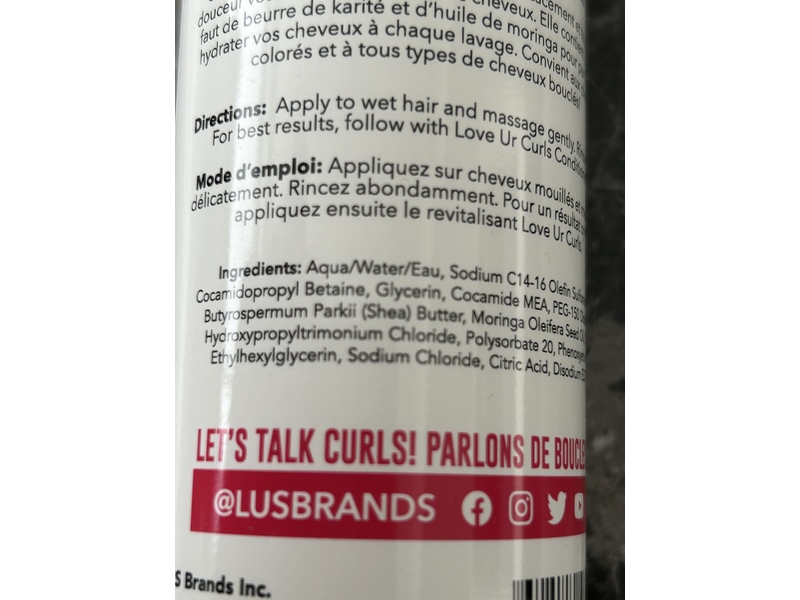 douceur
cheveux. Elle
faut de beurre de karité et d'huile de moringa pour
hydrater vos cheveux à chaque lavage. Convient aux
colorés et à tous types de cheveux bouclés!
Directions: Apply to wet hair and massage gently.
For best results, follow with Love Ur Curls
Mode d'emploi: Appliquez sur cheveux mouillés et
délicatement. Rincez abondamment. Pour un résultat
appliquez ensuite le revitalisant Love Ur Curls.
Ingredients: Aqua/Water/Eau, Sodium C14-16 Olefin
Cocamidopropyl Betaine, Glycerin, Cocamide MEA, PEG-150
Butyrospermum Parkii (Shea) Butter, Moringa Oleifera Seed
Hydroxypropyltrimonium Chloride, Polysorbate 20,
Ethylhexylglycerin, Sodium Chloride, Citric Acid, Disodium
LET'S TALK CURLS! PARLONS DE BOUCLE
@LUSBRANDS
S Brands Inc.